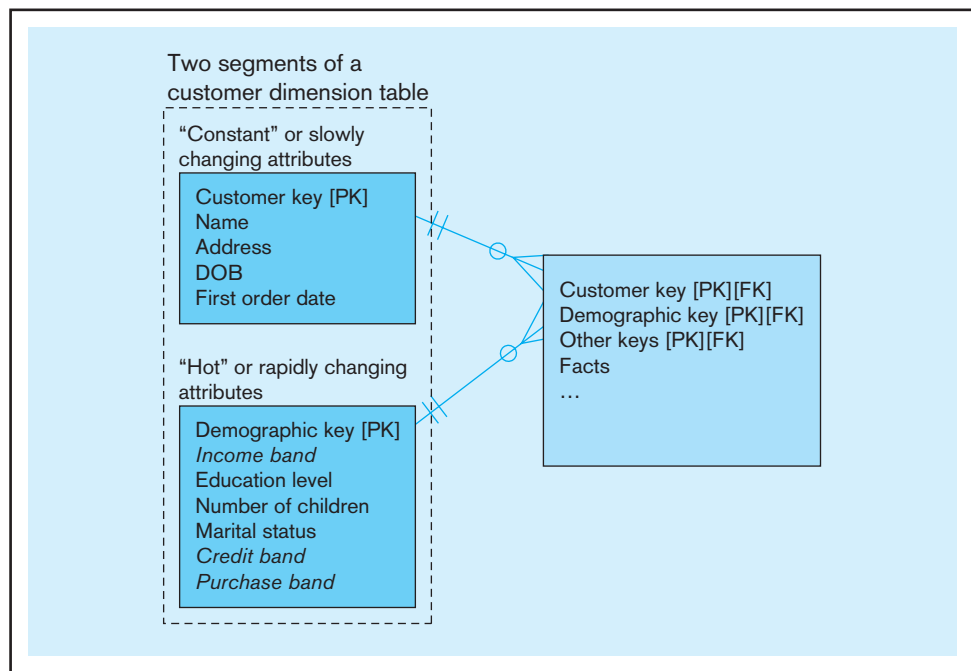 Two segments of a
customer dimension table
“Constant” or slowly
changing attributes
Customer key [PK]
Name
Address
DOB
First order date
“Hot” or rapidly changing
attributes
Demographic key [PK]
Income band
Education level
Number of children
Marital status
Credit band
Purchase band
Customer key [PK][FK]
Demographic key [PK][FK]
Other keys [PK][FK]
Facts
…